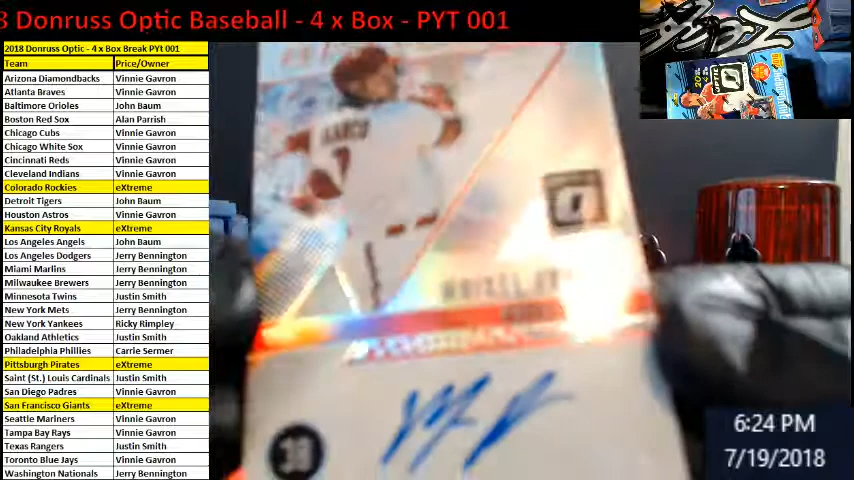 8 Donruss Optic Baseball - 4 x Box - PYT 001
2018 Donruss Optic - 4 x Box Break PYt 001
Team Price/Owner
Arizona Diamondbacks Vinnie Gavron
Atlanta Braves Vinnie Gavron
Baltimore Orioles John Baum
Boston Red Sox Alan Parrish
Chicago Cubs Vinnie Gavron
Chicago White Sox Vinnie Gavron
Cincinnati Reds Vinnie Gavron
Cleveland Indians Vinnie Gavron
Colorado Rockies eXtreme
Detroit Tigers John Baum
Houston Astros Vinnie Gavron
Kansas City Royals eXtreme
Los Angeles Angels John Baum
Los Angeles Dodgers Jerry Bennington
Miami Marlins Jerry Bennington
Milwaukee Brewers Jerry Bennington
Minnesota Twins Justin Smith
New York Mets Jerry Bennington
New York Yankees Ricky Rimpley
Oakland Athletics Justin Smith
Philadelphia Phillies Carrie Sermer
Pittsburgh Pirates eXtreme
Saint (St.) Louis Cardinals Justin Smith
San Diego Padres Vinnie Gavron
San Francisco Giants eXtreme
Seattle Mariners Vinnie Gavron
Tampa Bay Rays Vinnie Gavron
Texas Rangers Justin Smith
Toronto Blue Jays Vinnie Gavron
Washington Nationals Jerry Bennington
6:24 PM
7/19/2018